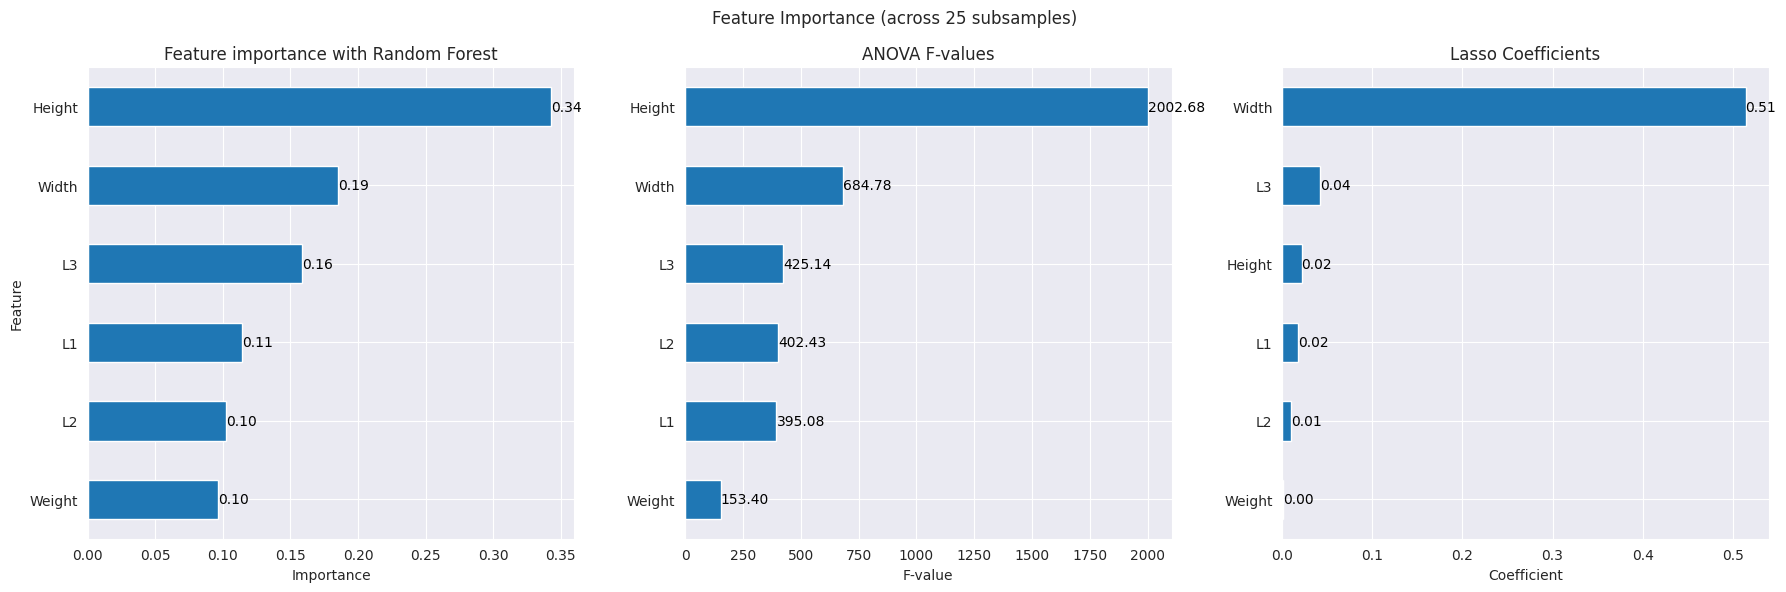 Feature Importance (across 25 subsamples)
Feature importance with Random Forest
Feature
Height
0.34
Width
0.19
L3
0.16
L1
0.11
L2
0.10
Weight
0.10
0.00 0.05 0.10 0.15 0.20 0.25 0.30 0.35
Importance
ANOVA F-values
Height
2002.68
Width
684.78
L3
425.14
L2
402.43
L1
395.08
Weight
153.40
0 250 500 750 1000 1250 1500 1750 2000
F-value
Lasso Coefficients
Width
0.51
L3
0.04
Height
0.02
L1
0.02
L2
0.01
Weight
0.00
0.0 0.1 0.2 0.3 0.4 0.5
Coefficient